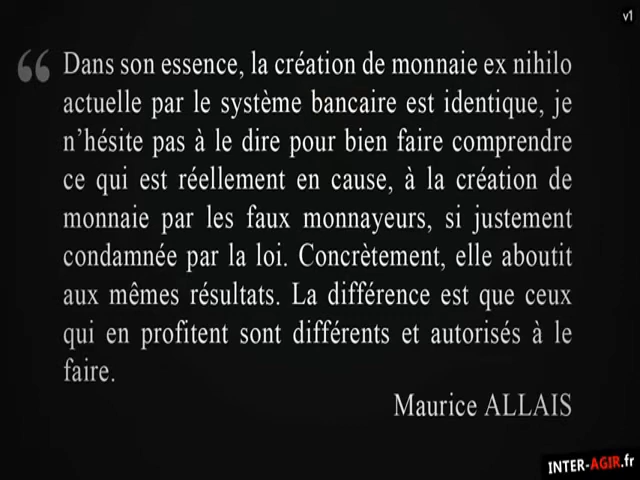 v1
“
Dans son essence, la création de monnaie ex nihilo
actuelle par le système bancaire est identique, je
n’hésite pas à le dire pour bien faire comprendre
ce qui est réellement en cause, à la création de
monnaie par les faux monnayeurs, si justement
condamnée par la loi. Concrètement, elle aboutit
aux mêmes résultats. La différence est que ceux
qui en profitent sont différents et autorisés à le
faire.
Maurice ALLAIS
INTER-AGIR.fr